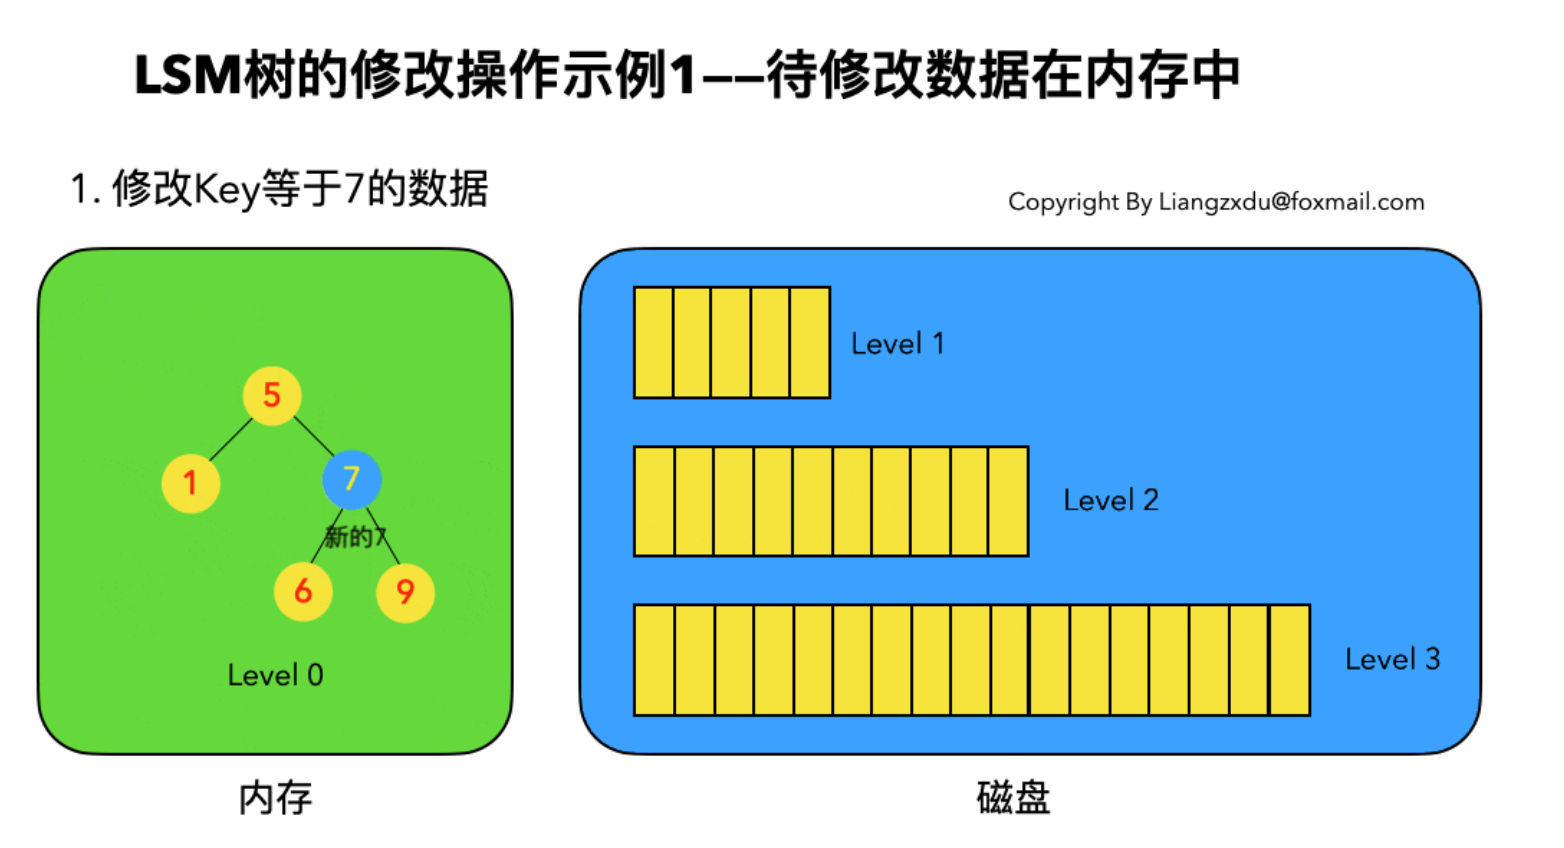 LSM树的修改操作示例1——待修改数据在内存中
1. 修改Key等于7的数据
Copyright By Liangzxdu@foxmail.com
5
1
7
新的7
6
9
Level 0
内存
Level 1
Level 2
Level 3
磁盘